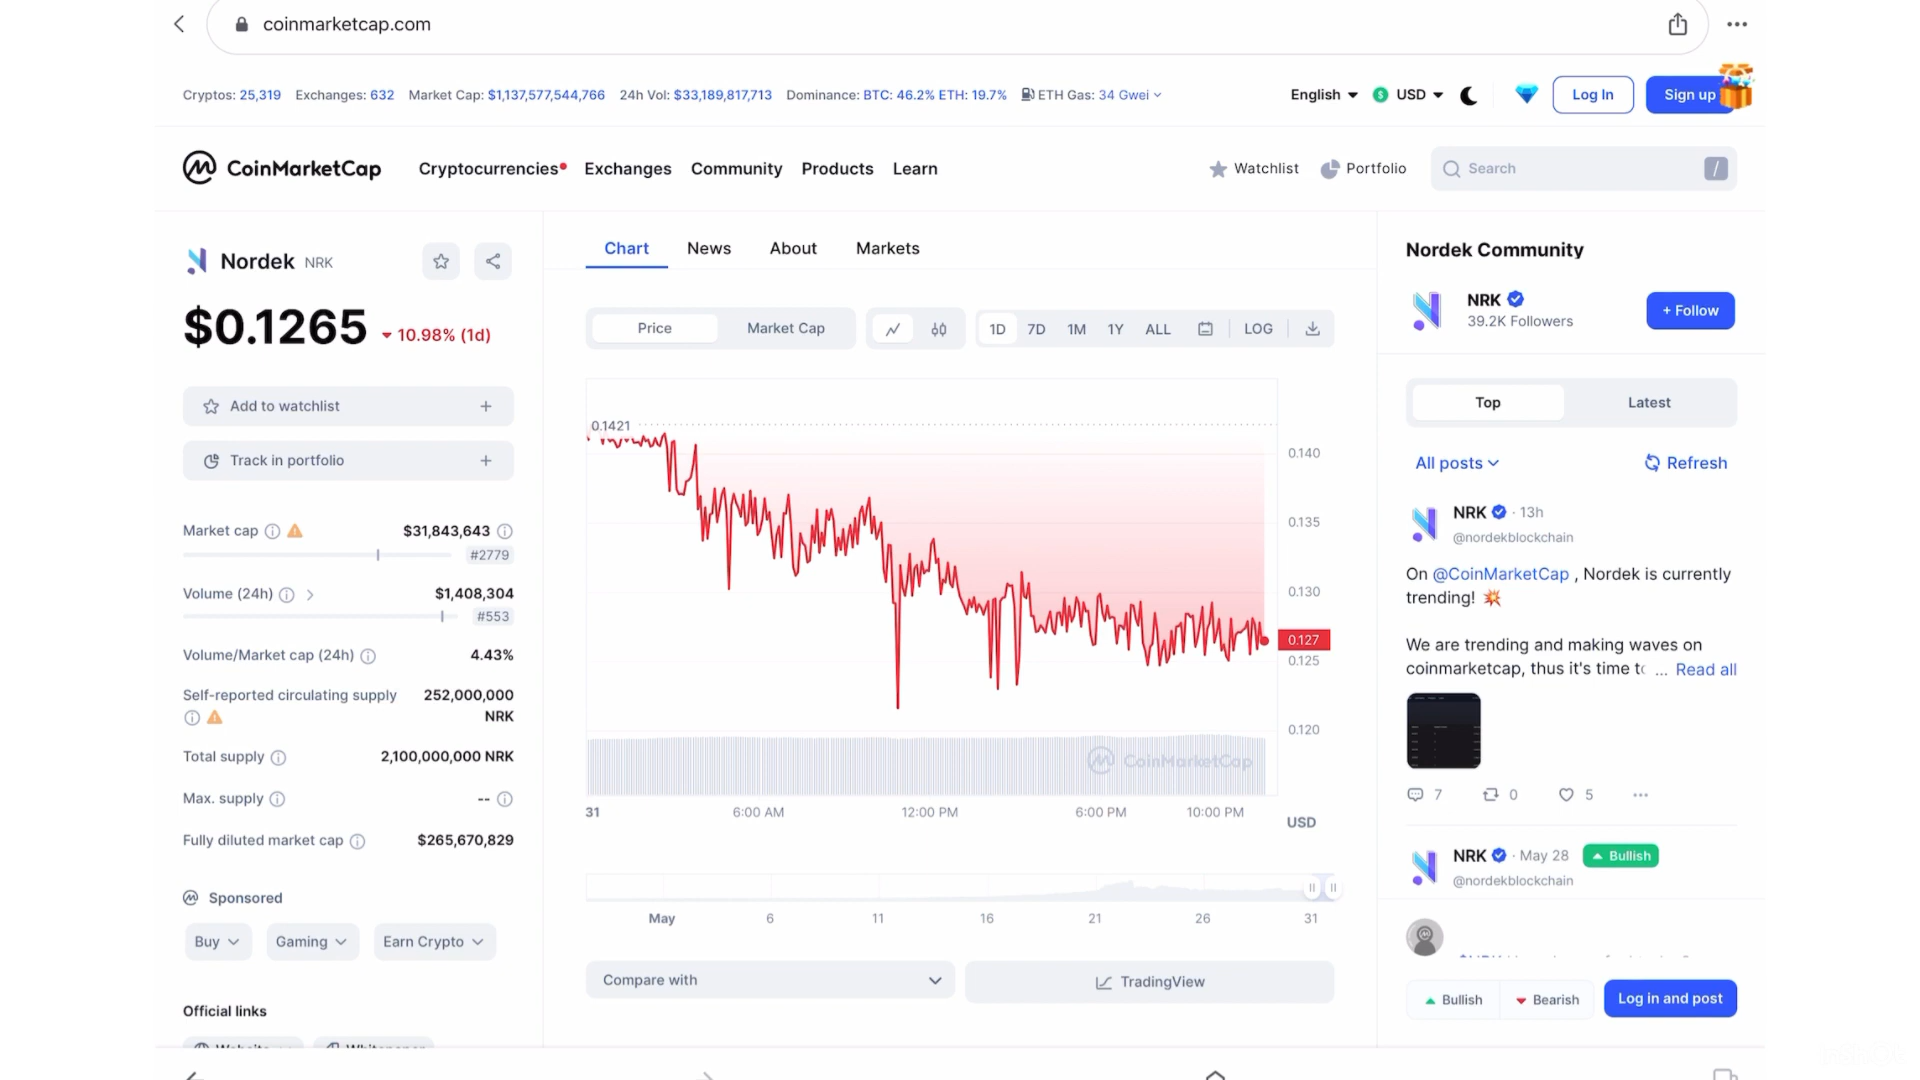 coinmarketcap.com
Cryptos: 25,319 Exchanges: 632 Market Cap: $1,137,577,544,766 24h Vol: $33,189,817,713 Dominance: BTC: 46.2% ETH: 19.7% ETH Gas: 34 Gwei
English USD Log In Sign up
CoinMarketCap Cryptocurrencies Exchanges Community Products Learn Watchlist Portfolio Search /
Nordek NRK
$0.1265 10.98% (1d)
Add to watchlist +
Track in portfolio +
Market cap $31,843,643
#2779
Volume (24h) $1,408,304
#553
Volume/Market cap (24h) 4.43%
Self-reported circulating supply 252,000,000
NRK
Total supply 2,100,000,000 NRK
Max. supply --
Fully diluted market cap $265,670,829
Sponsored
Buy Gaming Earn Crypto
Official links
Website Whitepaper
Chart News About Markets
Price Market Cap 1D 7D 1M 1Y ALL LOG
0.1421
0.140
0.135
0.130
0.127
0.125
0.120
CoinMarketCap
31 6:00 AM 12:00 PM 6:00 PM 10:00 PM
USD
May 6 11 16 21 26 31
Compare with TradingView
Nordek Community
NRK
39.2K Followers
+ Follow
Top Latest
All posts Refresh
NRK · 13h
@nordekblockchain
On @CoinMarketCap , Nordek is currently
trending! 💥
We are trending and making waves on
coinmarketcap, thus it's time to ... Read all
7 0 5
NRK · May 28 Bullish
@nordekblockchain
Bullish Bearish Log in and post